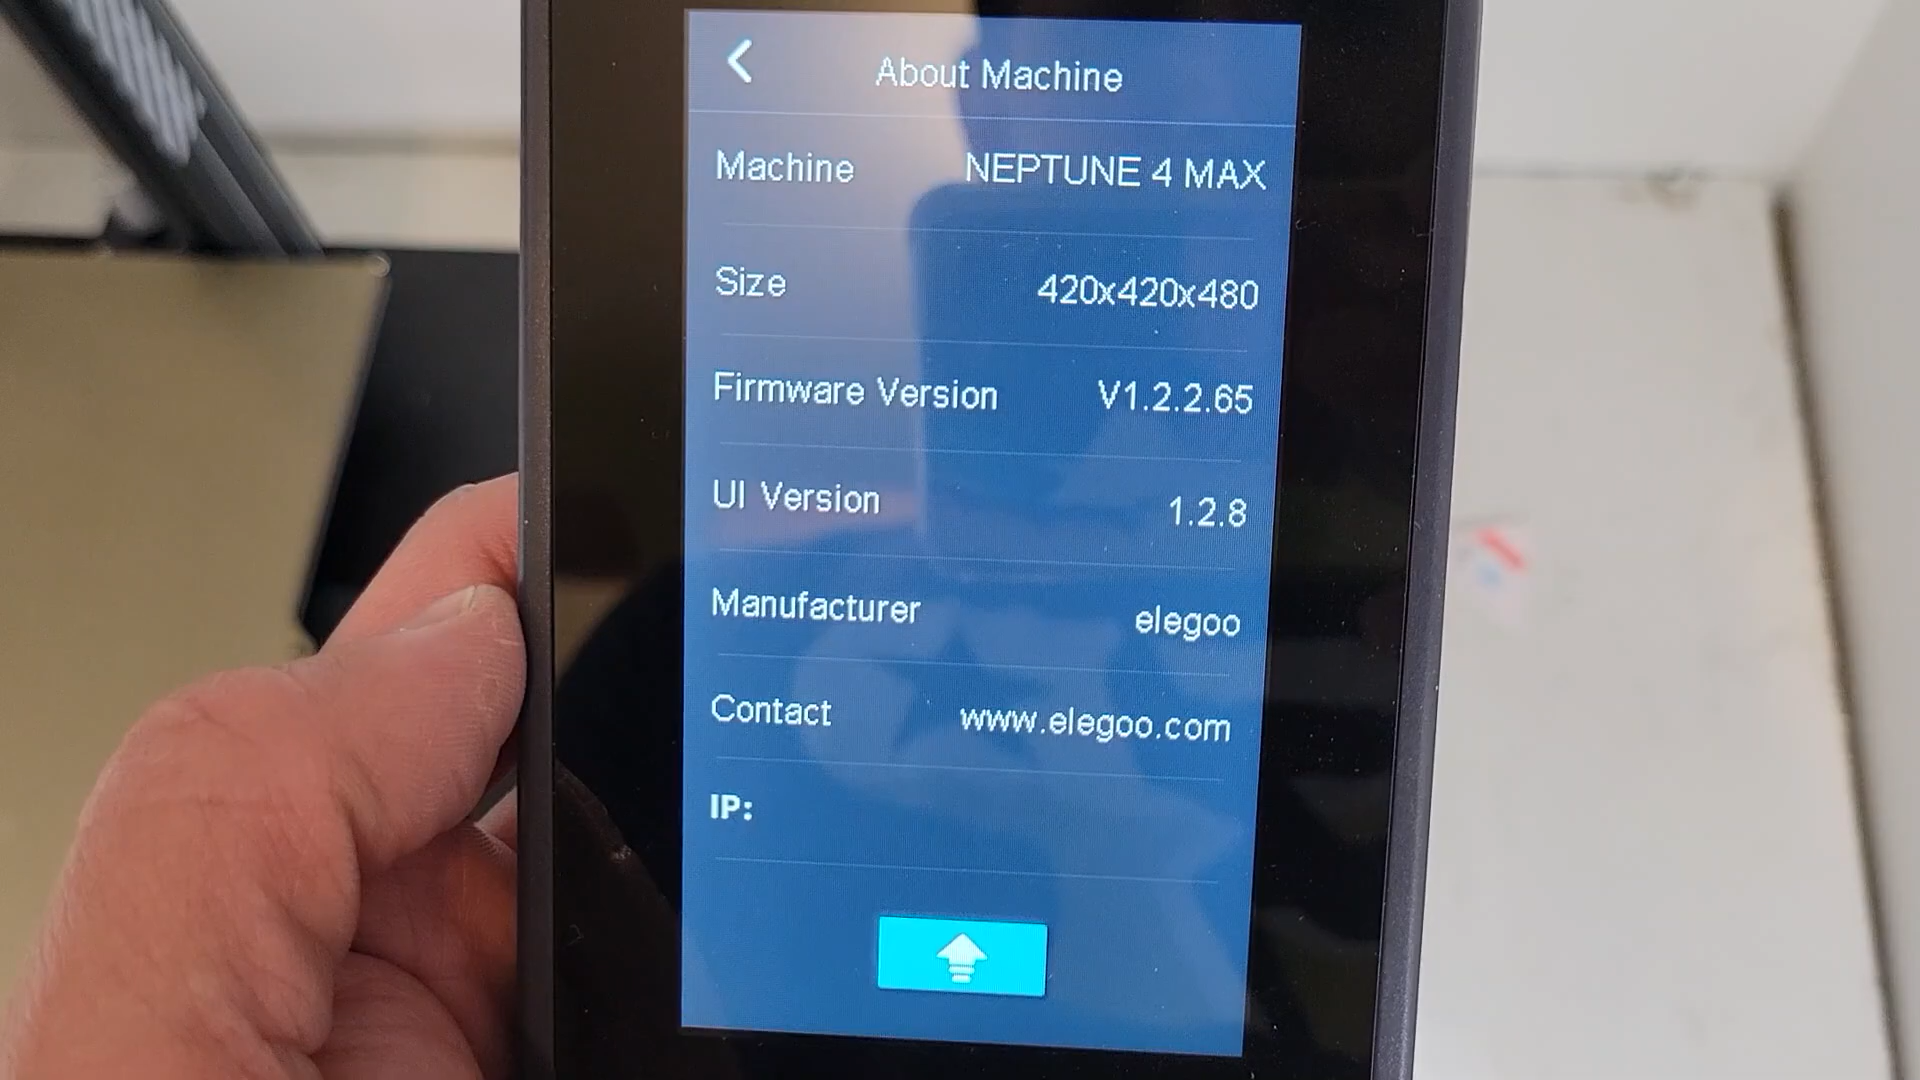 About Machine
Machine NEPTUNE 4 MAX
Size 420x420x480
Firmware Version V1.2.2.65
UI Version 1.2.8
Manufacturer elegoo
Contact www.elegoo.com
IP: